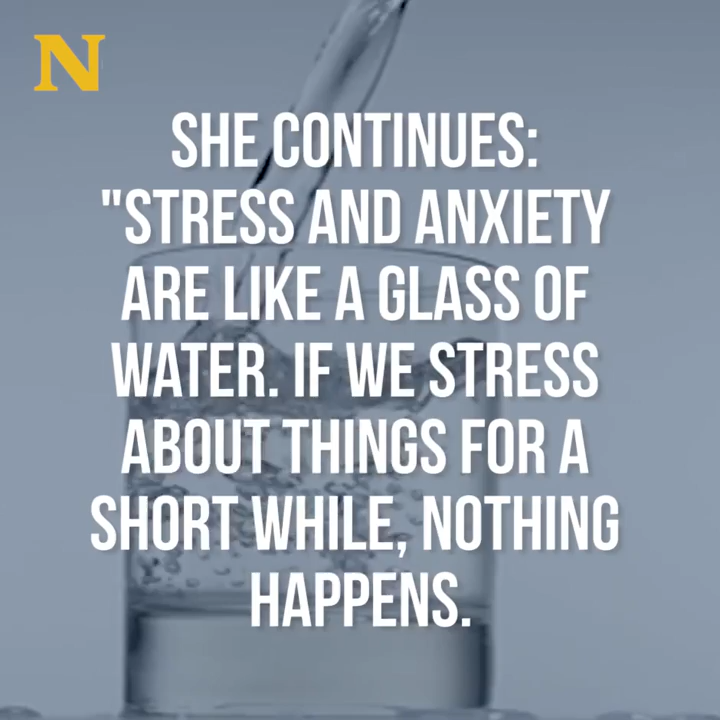 N
SHE CONTINUES:
"STRESS AND ANXIETY
ARE LIKE A GLASS OF
WATER. IF WE STRESS
ABOUT THINGS FOR A
SHORT WHILE, NOTHING
HAPPENS.